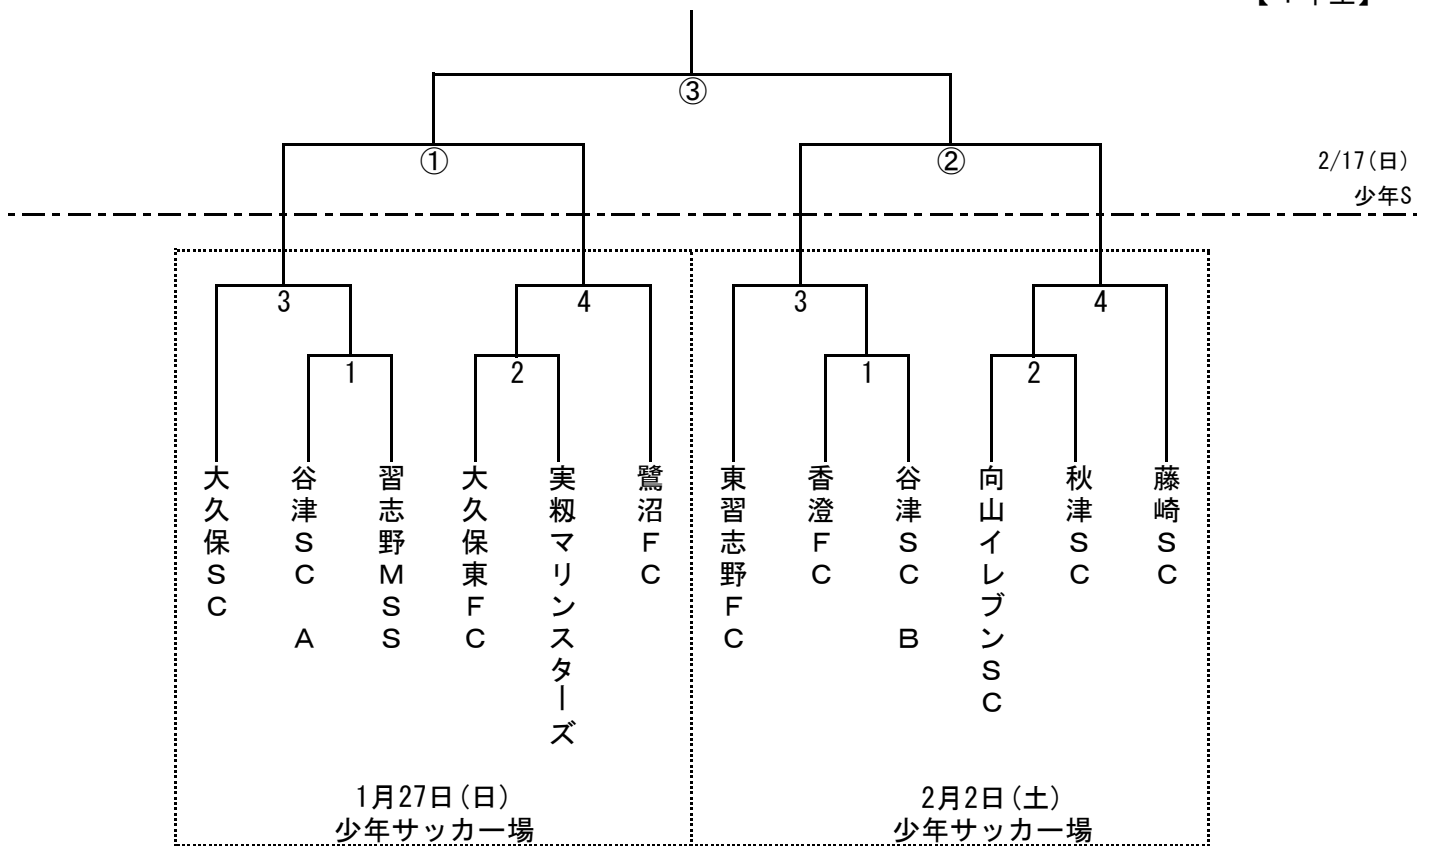 ③
①
②
2/17(日)
少年S
3
4
3
4
1
2
1
2
大久保SC
谷津SC A
習志野MSS
大久保東FC
実籾マリンスターズ
鷺沼FC
東習志野FC
香澄FC
谷津SC B
向山イレブンSC
秋津SC
藤崎SC
1月27日(日)
少年サッカー場
2月2日(土)
少年サッカー場